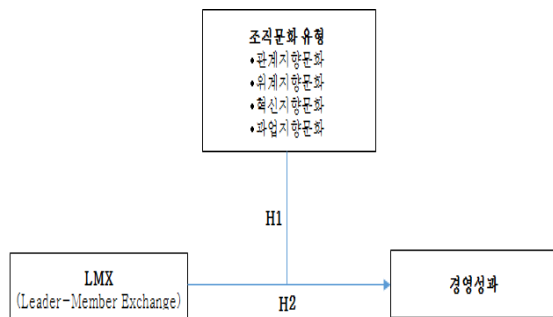 조직문화 유형
•관계지향문화
•위계지향문화
•혁신지향문화
•과업지향문화
H1
LMX
(Leader-Member Exchange)
H2
경영성과